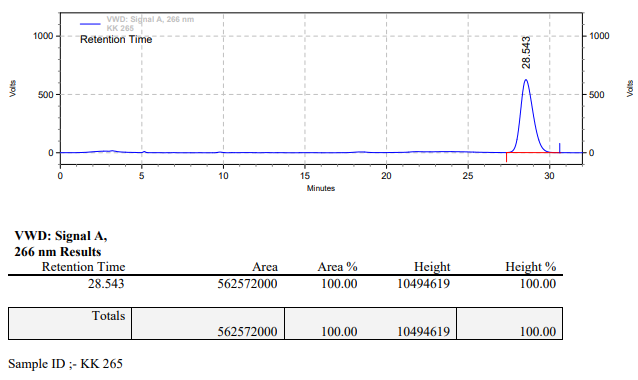 VWD: Signal A, 266 nm
KK 265
Retention Time
1000
1000
28.543
Volts
Volts
500
500
0
0
0
5
10
15
20
25
30
Minutes
VWD: Signal A,
266 nm Results
Retention Time Area Area % Height Height %
28.543 562572000 100.00 10494619 100.00
Totals
562572000 100.00 10494619 100.00
Sample ID ;- KK 265